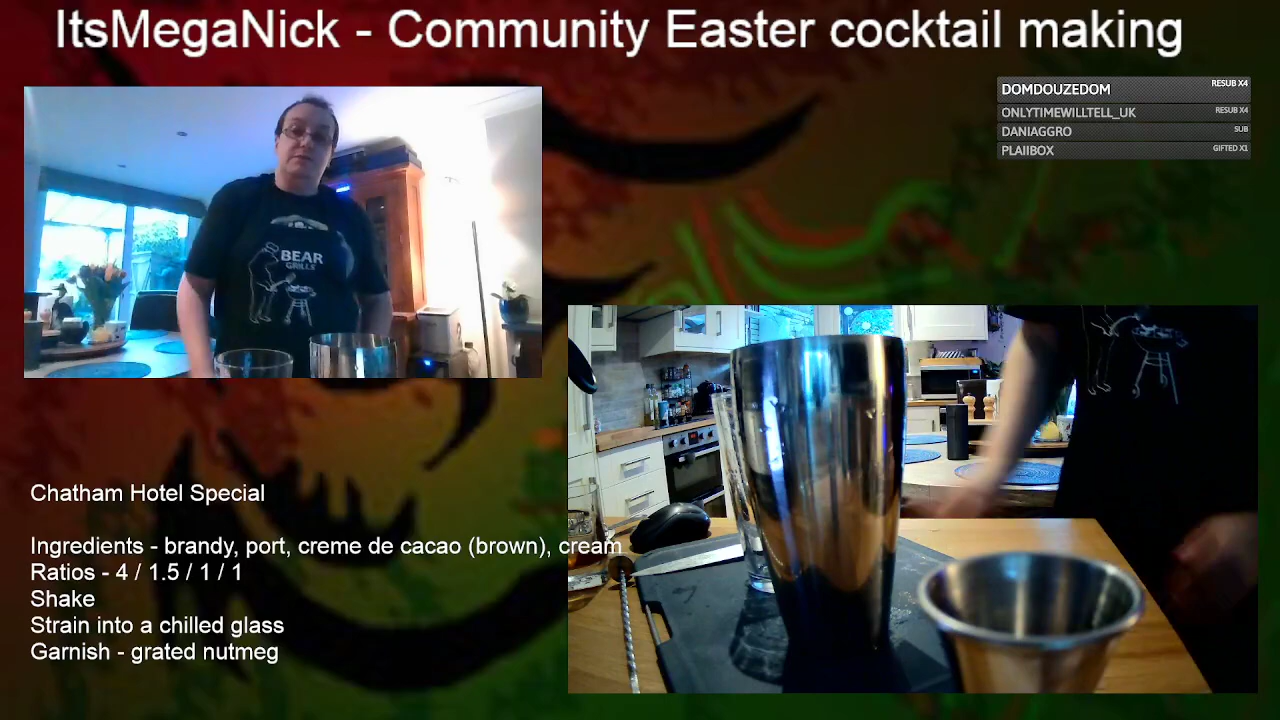 ItsMegaNick - Community Easter cocktail making
DOMDOUZEDOM RESUB X4
ONLYTIMEWILLTELL_UK RESUB X4
DANIAGGRO SUB
PLAIIBOX GIFTED X1
BEAR
GRILLS
Chatham Hotel Special
Ingredients - brandy, port, creme de cacao (brown), cream
Ratios - 4 / 1.5 / 1 / 1
Shake
Strain into a chilled glass
Garnish - grated nutmeg